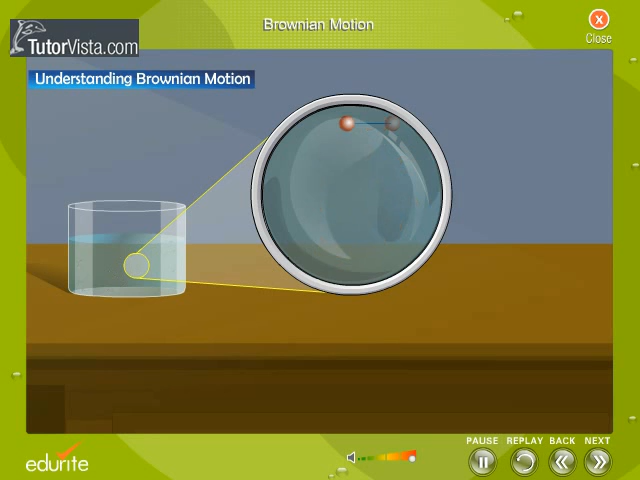 Brownian Motion
x
Close
TutorVista.com
Understanding Brownian Motion
PAUSE REPLAY BACK NEXT
edurite